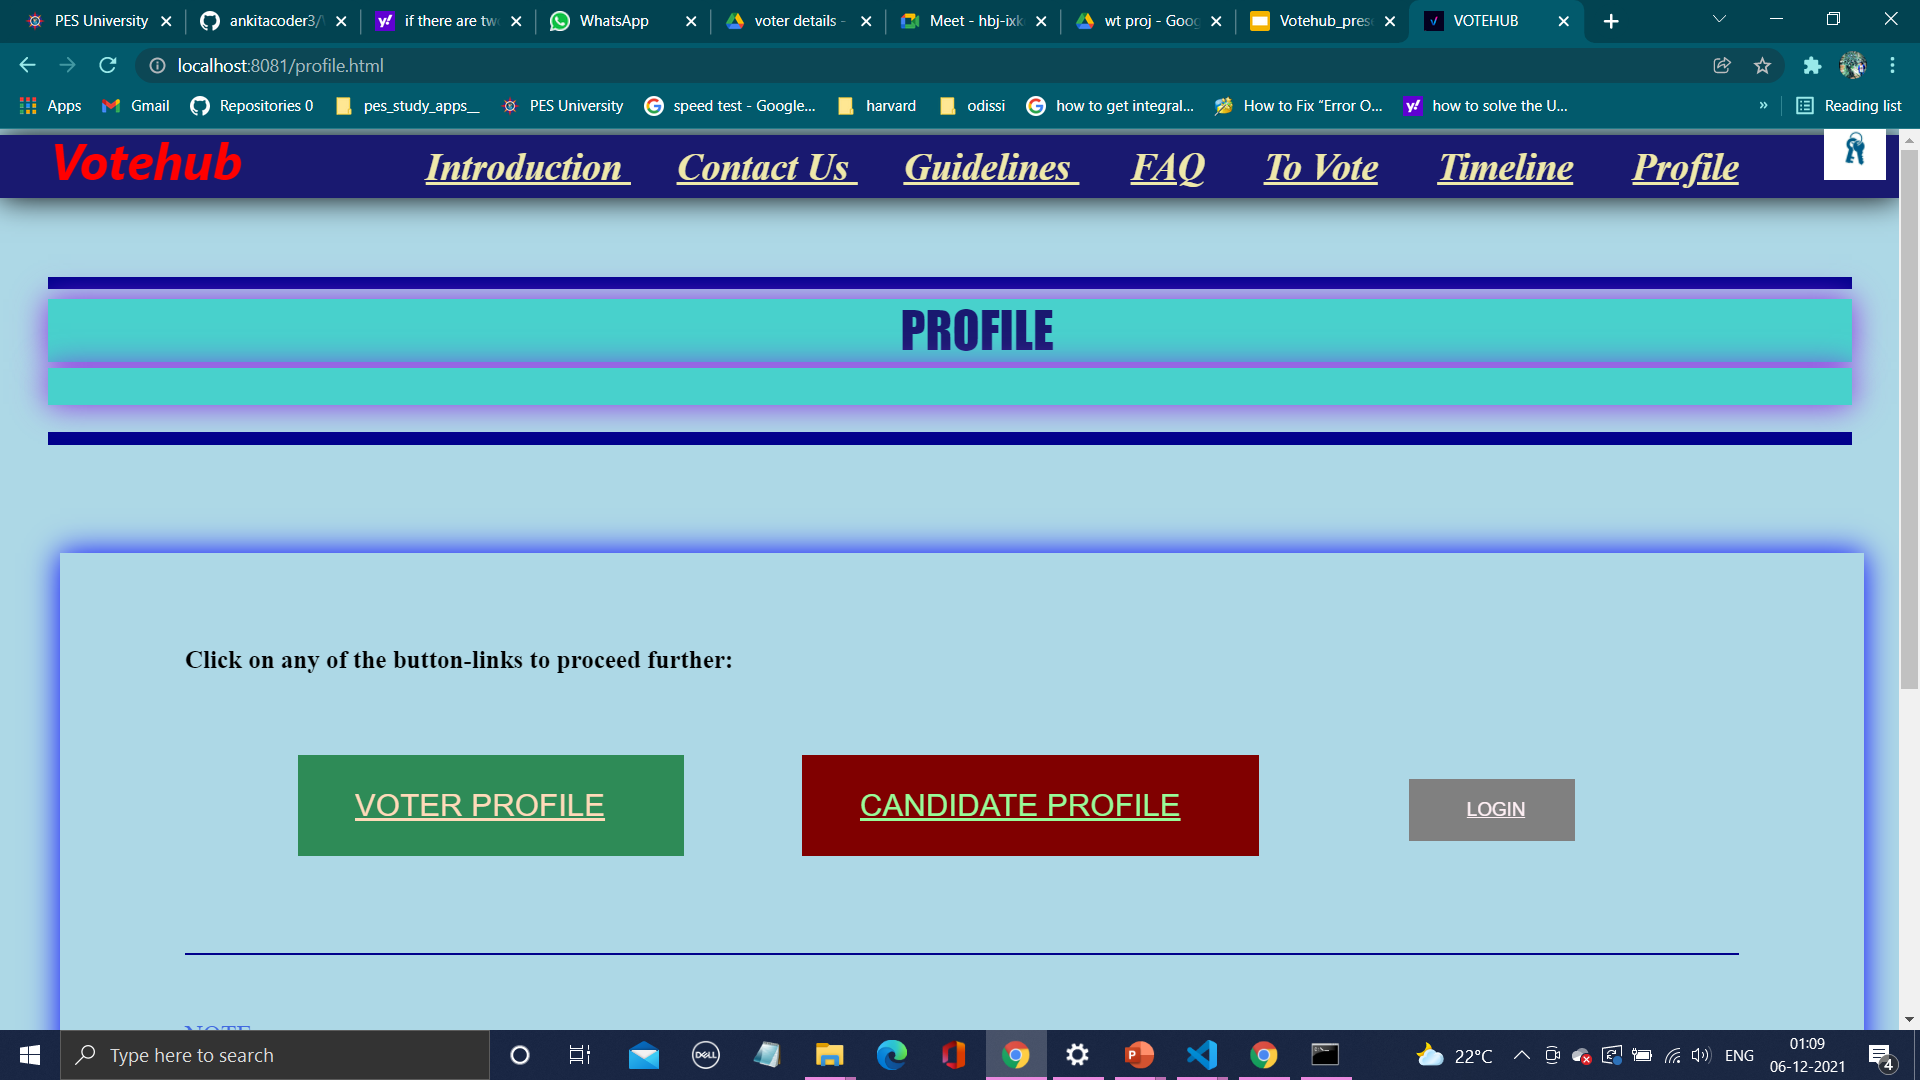 PES University
ankitacoder3/
if there are tw
WhatsApp
voter details -
Meet - hbj-ixk
wt proj - Goog
Votehub_pres
VOTEHUB
localhost:8081/profile.html
Apps
Gmail
Repositories 0
pes_study_apps__
PES University
speed test - Google...
harvard
odissi
how to get integral...
How to Fix “Error O...
how to solve the U...
»
Reading list
Votehub
Introduction
Contact Us
Guidelines
FAQ
To Vote
Timeline
Profile
PROFILE
Click on any of the button-links to proceed further:
VOTER PROFILE
CANDIDATE PROFILE
LOGIN
NOTE
Type here to search
DELL
22°C
ENG
01:09
06-12-2021
4